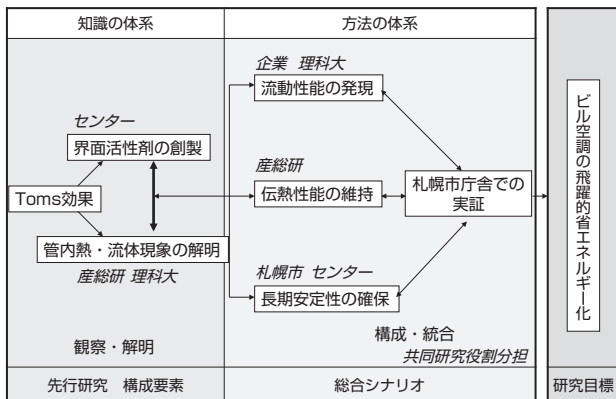 知識の体系
方法の体系
企業 理科大
流動性能の発現
センター
界面活性剤の創製
産総研
Toms効果
伝熱性能の維持
札幌市庁舎での
実証
管内熱・流体現象の解明
産総研 理科大
札幌市 センター
長期安定性の確保
観察・解明
構成・統合
共同研究役割分担
先行研究 構成要素
総合シナリオ
ビル空調の飛躍的省エネルギー化
研究目標